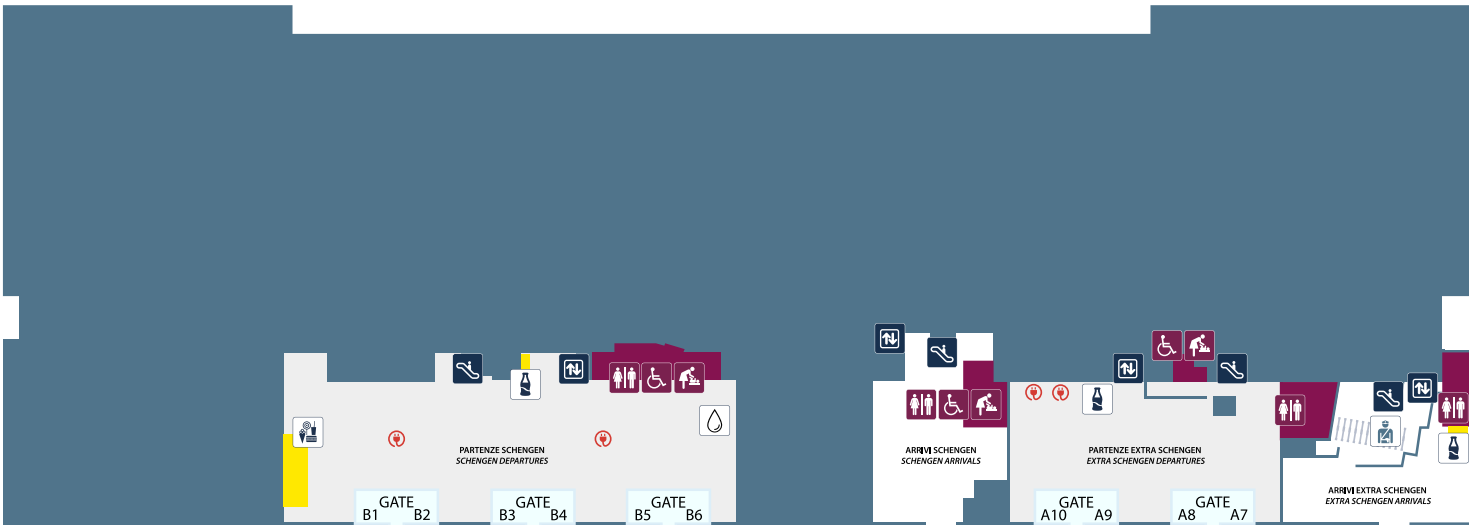 PARTENZE SCHENGEN
SCHENGEN DEPARTURES
ARRIVI SCHENGEN
SCHENGEN ARRIVALS
PARTENZE EXTRA SCHENGEN
EXTRA SCHENGEN DEPARTURES
ARRIVI EXTRA SCHENGEN
EXTRA SCHENGEN ARRIVALS
GATE
B1 B2
GATE
B3 B4
GATE
B5 B6
GATE
A10 A9
GATE
A8 A7